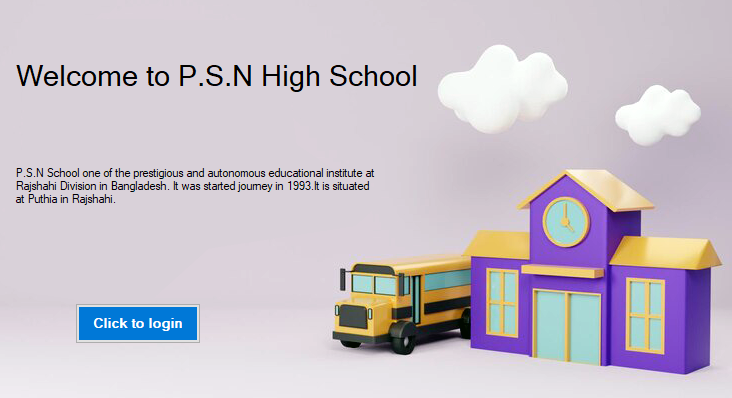 Welcome to P.S.N High School
P.S.N School one of the prestigious and autonomous educational institute at
Rajshahi Division in Bangladesh. It was started journey in 1993.It is situated
at Puthia in Rajshahi.
Click to login